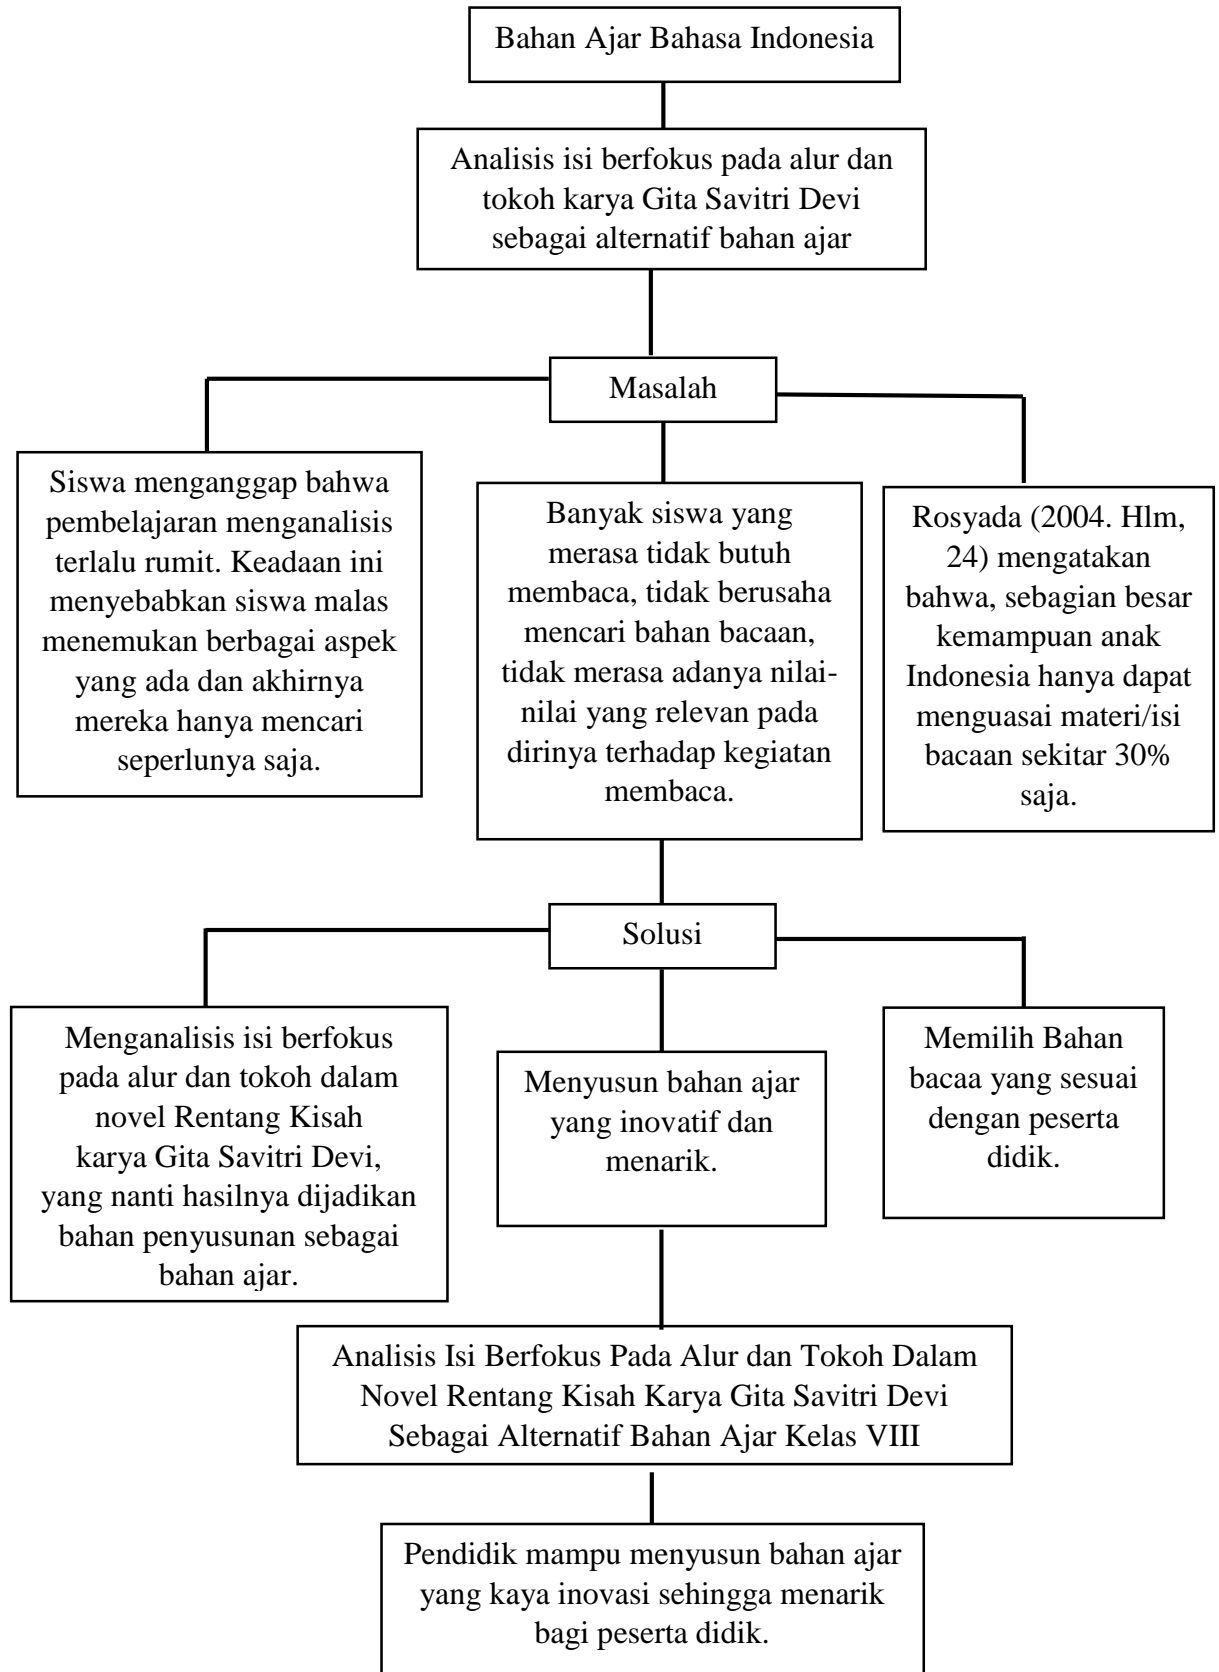 Bahan Ajar Bahasa Indonesia
Analisis isi berfokus pada alur dan
tokoh karya Gita Savitri Devi
sebagai alternatif bahan ajar
Masalah
Siswa menganggap bahwa
pembelajaran menganalisis
terlalu rumit. Keadaan ini
menyebabkan siswa malas
menemukan berbagai aspek
yang ada dan akhirnya
mereka hanya mencari
seperlunya saja.
Banyak siswa yang
merasa tidak butuh
membaca, tidak berusaha
mencari bahan bacaan,
tidak merasa adanya nilai-
nilai yang relevan pada
dirinya terhadap kegiatan
membaca.
Rosyada (2004. Hlm,
24) mengatakan
bahwa, sebagian besar
kemampuan anak
Indonesia hanya dapat
menguasai materi/isi
bacaan sekitar 30%
saja.
Solusi
Menganalisis isi berfokus
pada alur dan tokoh dalam
novel Rentang Kisah
karya Gita Savitri Devi,
yang nanti hasilnya dijadikan
bahan penyusunan sebagai
bahan ajar.
Menyusun bahan ajar
yang inovatif dan
menarik.
Memilih Bahan
bacaa yang sesuai
dengan peserta
didik.
Analisis Isi Berfokus Pada Alur dan Tokoh Dalam
Novel Rentang Kisah Karya Gita Savitri Devi
Sebagai Alternatif Bahan Ajar Kelas VIII
Pendidik mampu menyusun bahan ajar
yang kaya inovasi sehingga menarik
bagi peserta didik.